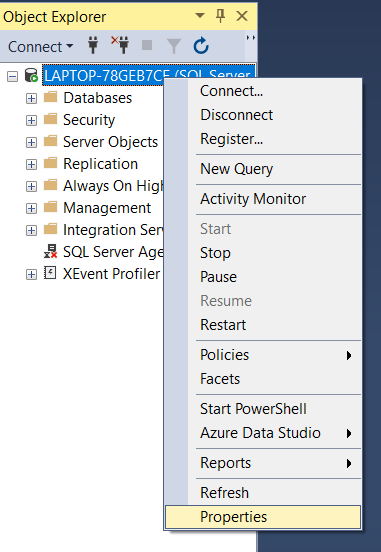 Object Explorer
Connect
LAPTOP-78GEB7CF (SQL Server
Databases
Security
Server Objects
Replication
Always On High
Management
Integration Serv
SQL Server Age
XEvent Profiler
Connect...
Disconnect
Register...
New Query
Activity Monitor
Start
Stop
Pause
Resume
Restart
Policies
Facets
Start PowerShell
Azure Data Studio
Reports
Refresh
Properties